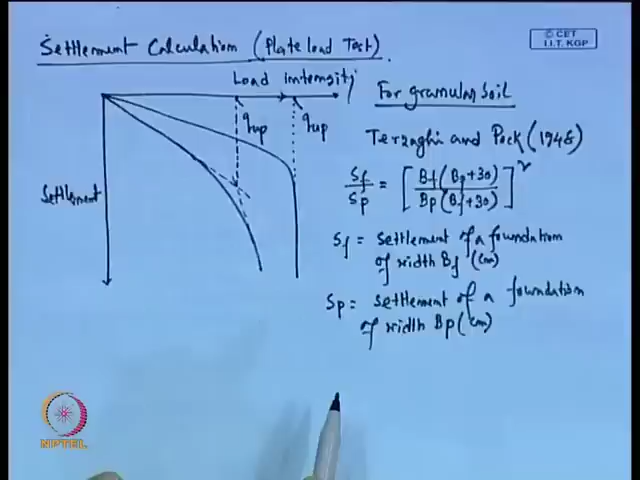 Settlement Calculation (Plate load Test)
© CET
I.I.T. KGP
Load intensity
qup
qup
Settlement
For granular soil
Terzaghi and Peck (1948)
Sf/Sp = [Bf(Bp+30)/Bp(Bf+30)]²
Sf = settlement of a foundation
of width Bf (cm)
Sp = settlement of a foundation
of width Bp (cm)
NPTEL